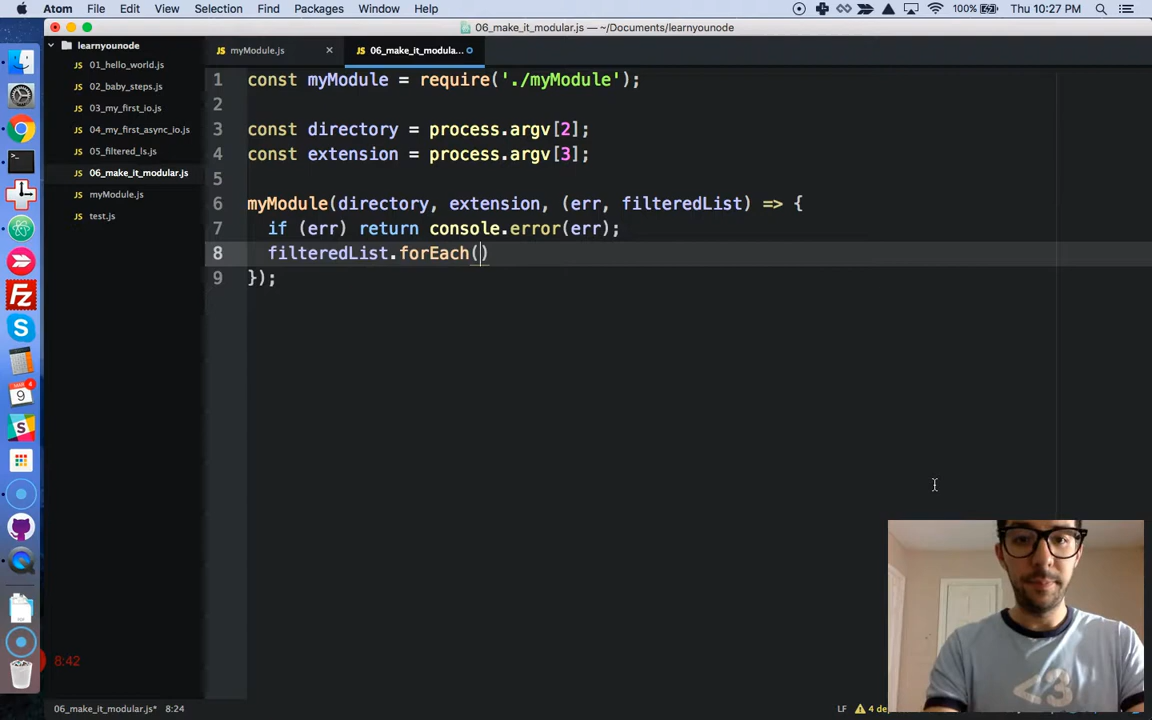 Atom File Edit View Selection Find Packages Window Help 100% Thu 10:27 PM
06_make_it_modular.js — ~/Documents/learnyounode
learnyounode
myModule.js
06_make_it_modula...
01_hello_world.js
02_baby_steps.js
03_my_first_io.js
04_my_first_async_io.js
05_filtered_ls.js
06_make_it_modular.js
myModule.js
test.js
1 const myModule = require('./myModule');
2
3 const directory = process.argv[2];
4 const extension = process.argv[3];
5
6 myModule(directory, extension, (err, filteredList) => {
7 if (err) return console.error(err);
8 filteredList.forEach()
9 });
8:42
<3
06_make_it_modular.js* 8:24
LF 4 de